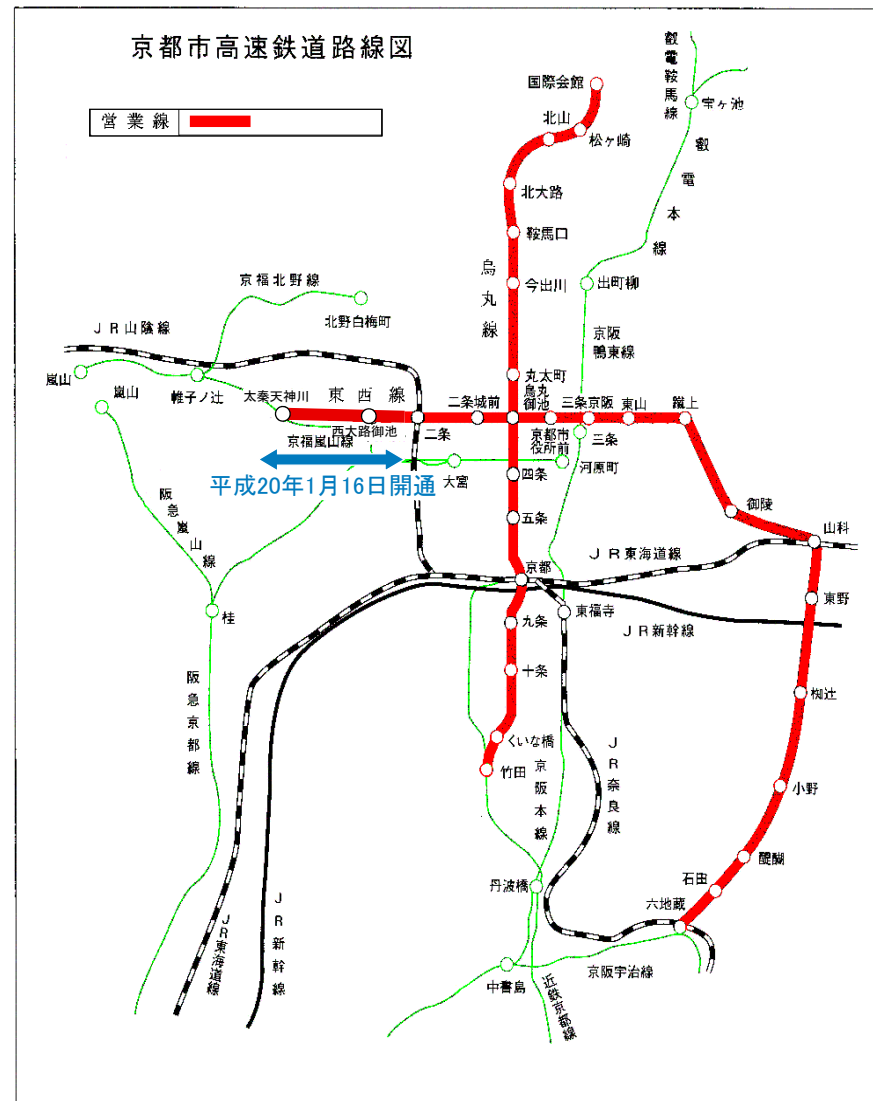 京都市高速鉄道路線図
営業線
国際会館
北山
松ヶ崎
北大路
鞍馬口
烏丸線
今出川
丸太町
烏丸
御池
叡電鞍馬線
宝ヶ池
叡電本線
出町柳
京阪
鴨東線
京福北野線
北野白梅町
JR山陰線
嵐山
嵐山
帷子ノ辻
太秦天神川
東西線
西大路御池
二条
二条城前
三条京阪
東山
蹴上
京都市
役所前
三条
河原町
京福嵐山線
大宮
四条
平成20年1月16日開通
五条
御陵
山科
阪急嵐山線
JR東海道線
京都
東野
桂
九条
東福寺
JR新幹線
十条
椥辻
阪急京都線
くいな橋
竹田
京阪本線
JR奈良線
小野
醍醐
石田
六地蔵
丹波橋
JR東海道線
JR新幹線
中書島
京阪宇治線
近鉄京都線